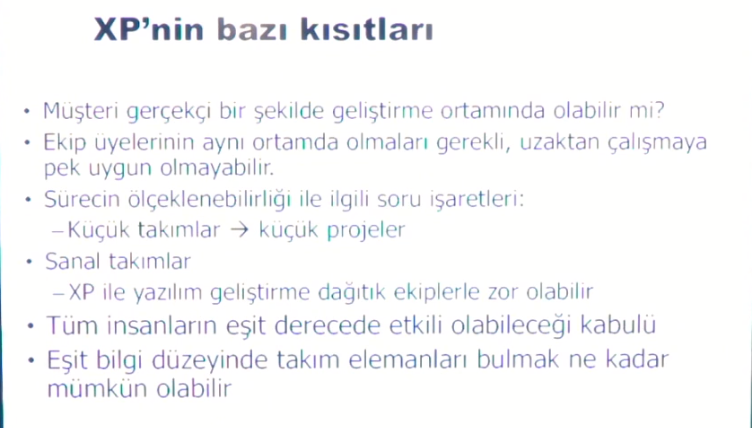 XP’nin bazı kısıtları
• Müşteri gerçekçi bir şekilde geliştirme ortamında olabilir mi?
• Ekip üyelerinin aynı ortamda olmaları gerekli, uzaktan çalışmaya
pek uygun olmayabilir.
• Sürecin ölçeklenebilirliği ile ilgili soru işaretleri:
–Küçük takımlar → küçük projeler
• Sanal takımlar
–XP ile yazılım geliştirme dağıtık ekiplerle zor olabilir
• Tüm insanların eşit derecede etkili olabileceği kabulü
• Eşit bilgi düzeyinde takım elemanları bulmak ne kadar
mümkün olabilir